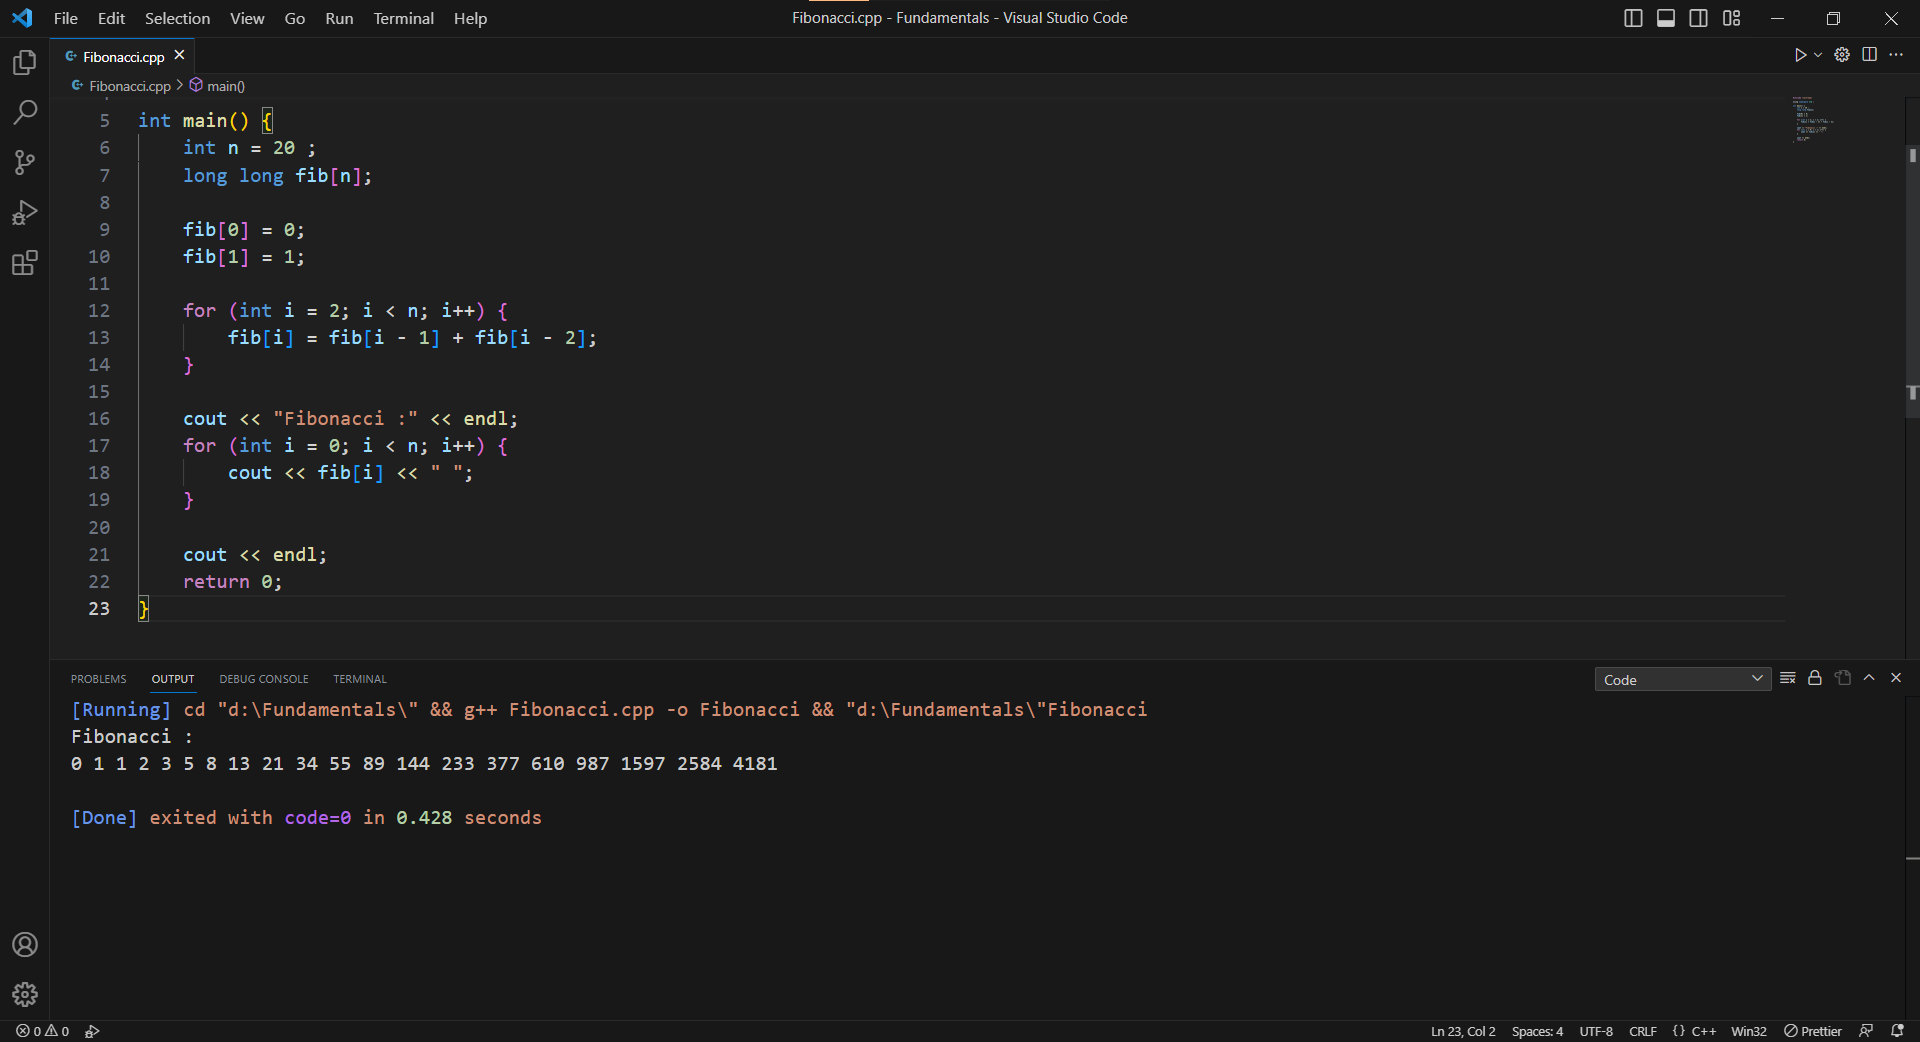 File Edit Selection View Go Run Terminal Help
Fibonacci.cpp - Fundamentals - Visual Studio Code
Fibonacci.cpp
Fibonacci.cpp > main()
5 int main() {
6 int n = 20 ;
7 long long fib[n];
8
9 fib[0] = 0;
10 fib[1] = 1;
11
12 for (int i = 2; i < n; i++) {
13 fib[i] = fib[i - 1] + fib[i - 2];
14 }
15
16 cout << "Fibonacci :" << endl;
17 for (int i = 0; i < n; i++) {
18 cout << fib[i] << " ";
19 }
20
21 cout << endl;
22 return 0;
23 }
PROBLEMS OUTPUT DEBUG CONSOLE TERMINAL
Code
[Running] cd "d:\Fundamentals\" && g++ Fibonacci.cpp -o Fibonacci && "d:\Fundamentals\"Fibonacci
Fibonacci :
0 1 1 2 3 5 8 13 21 34 55 89 144 233 377 610 987 1597 2584 4181
[Done] exited with code=0 in 0.428 seconds
0 0
Ln 23, Col 2 Spaces: 4 UTF-8 CRLF {} C++ Win32 Prettier